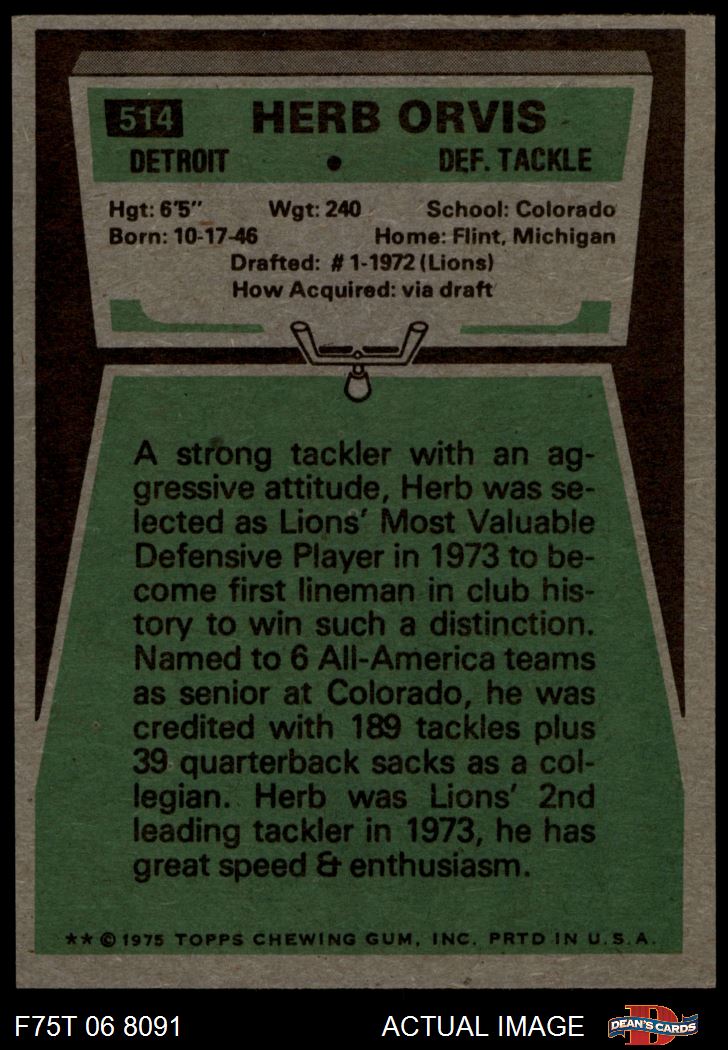 514 HERB ORVIS
DETROIT • DEF. TACKLE
Hgt: 6'5" Wgt: 240 School: Colorado
Born: 10-17-46 Home: Flint, Michigan
Drafted: #1-1972 (Lions)
How Acquired: via draft
A strong tackler with an ag-
gressive attitude, Herb was se-
lected as Lions' Most Valuable
Defensive Player in 1973 to be-
come first lineman in club his-
tory to win such a distinction.
Named to 6 All-America teams
as senior at Colorado, he was
credited with 189 tackles plus
39 quarterback sacks as a col-
legian. Herb was Lions' 2nd
leading tackler in 1973, he has
great speed & enthusiasm.
** © 1975 TOPPS CHEWING GUM, INC. PRTD IN U.S.A.
F75T 06 8091 ACTUAL IMAGE D DEAN'S CARDS